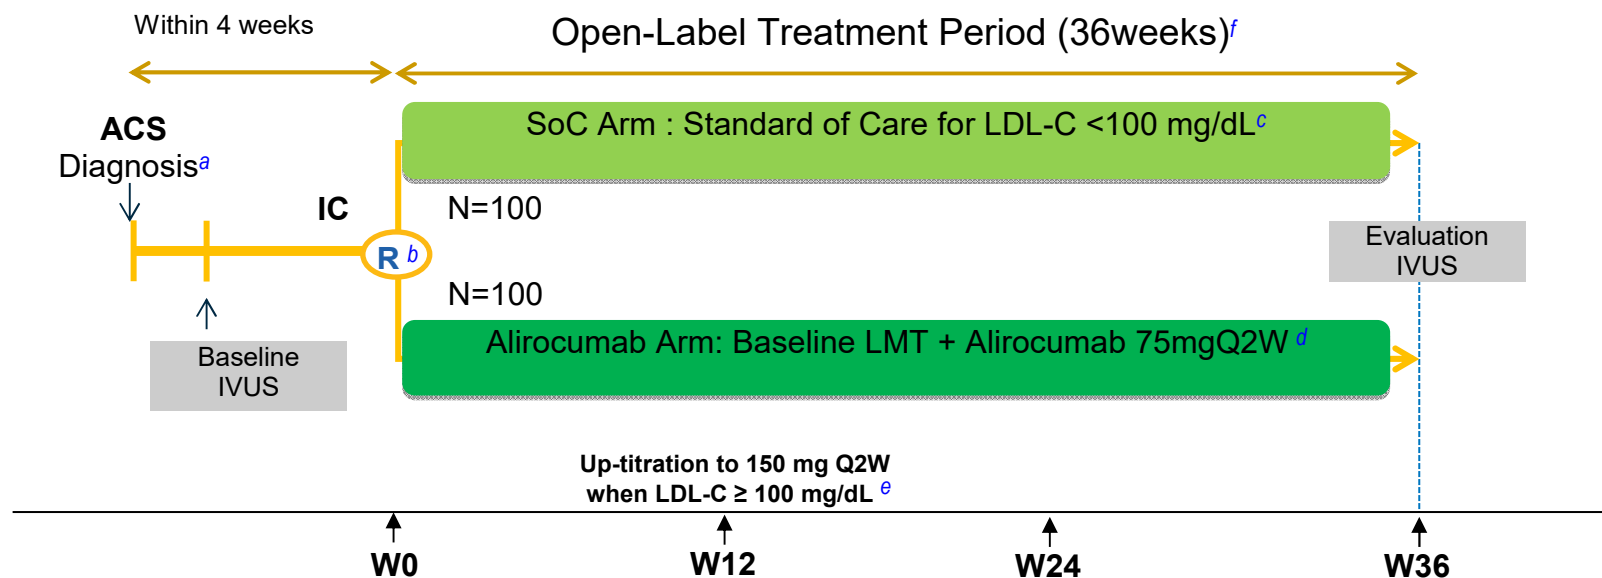 Within 4 weeks
Open-Label Treatment Period (36weeks)f
ACS
Diagnosisa
SoC Arm : Standard of Care for LDL-C <100 mg/dLc
IC
N=100
R b
Evaluation
IVUS
N=100
Baseline
IVUS
Alirocumab Arm: Baseline LMT + Alirocumab 75mgQ2W d
Up-titration to 150 mg Q2W
when LDL-C ≥ 100 mg/dL e
W0
W12
W24
W36